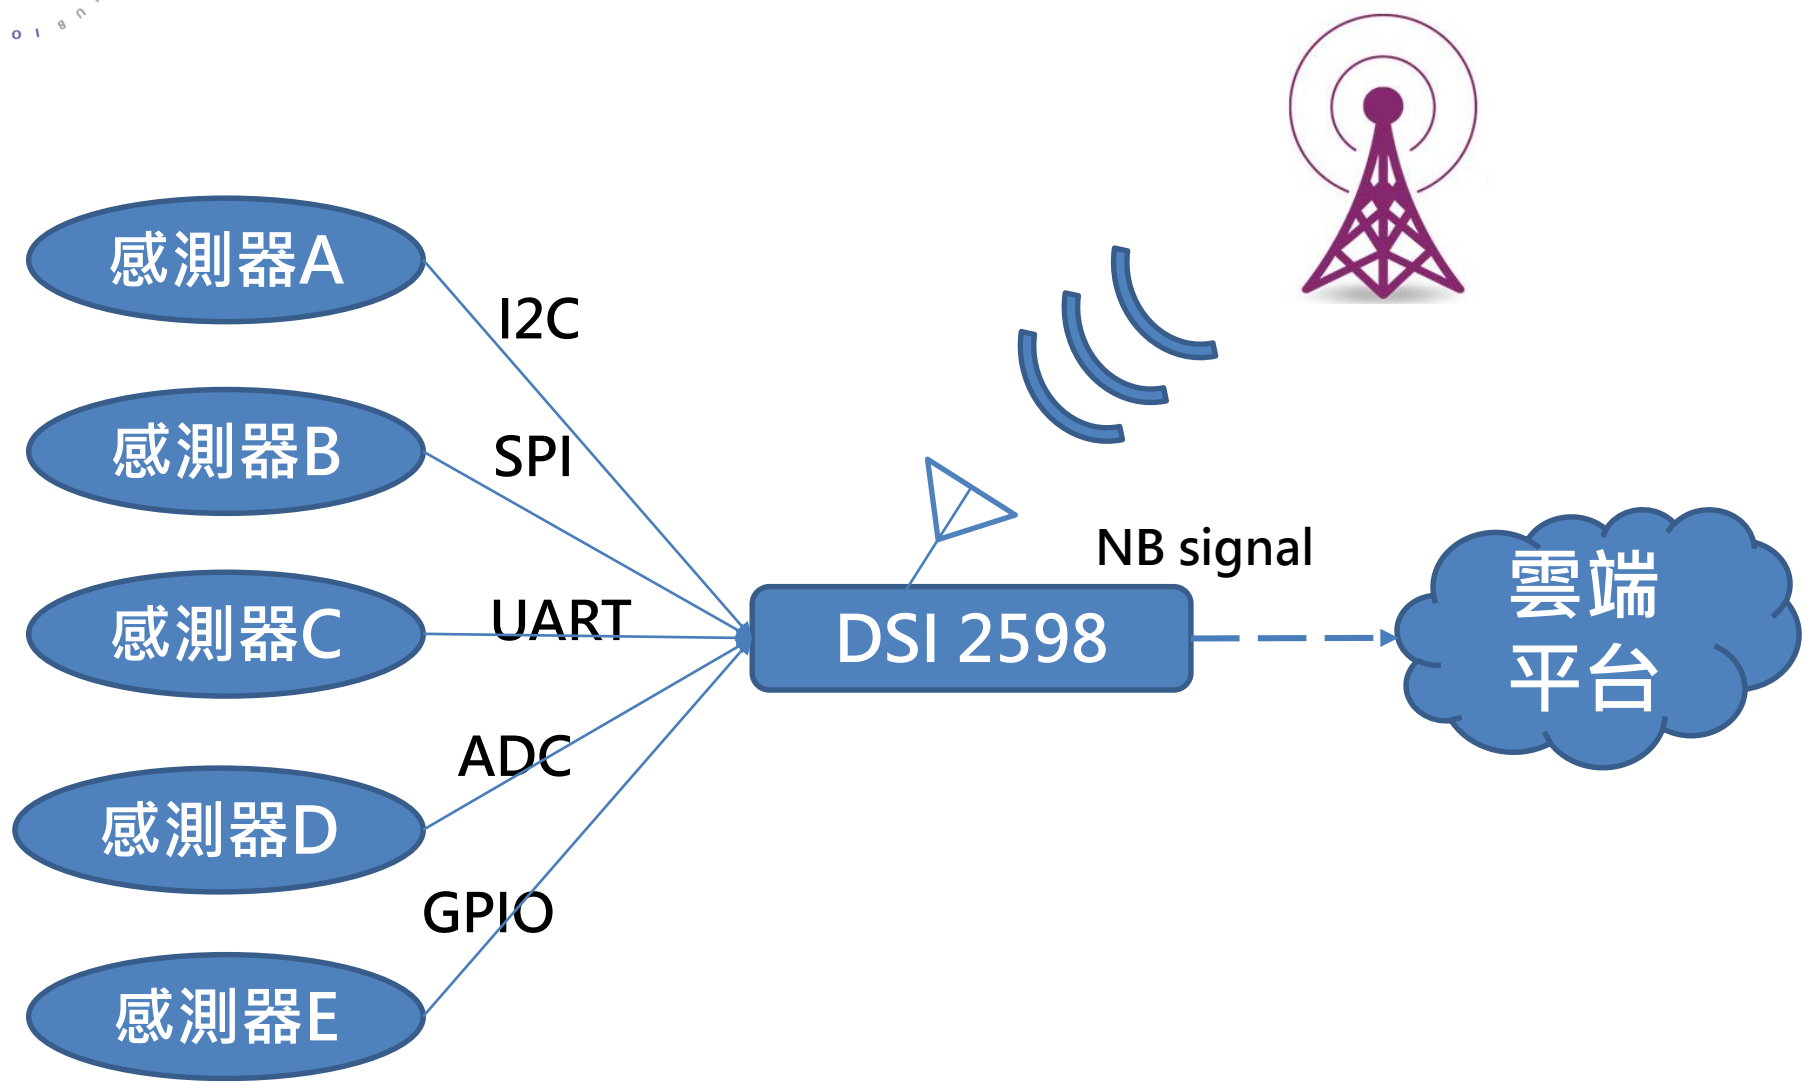 感測器A
I2C
感測器B
SPI
感測器C
UART
感測器D
ADC
感測器E
GPIO
DSI 2598
NB signal
雲端
平台